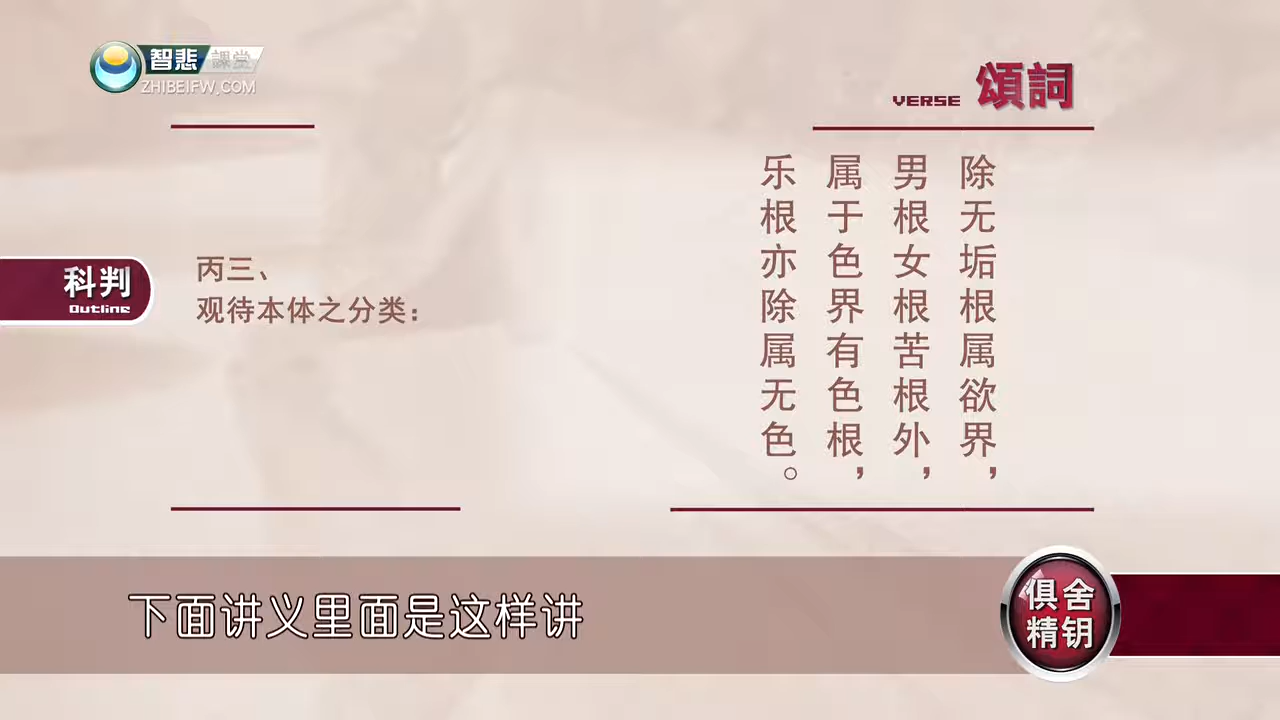 智悲課堂
ZHIBEIFW.COM
VERSE 頌詞
除无垢根属欲界，
男根女根苦根外，
属于色界有色根，
乐根亦除属无色。
科判
Outline
丙三、
观待本体之分类：
下面讲义里面是这样讲
俱舍
精钥